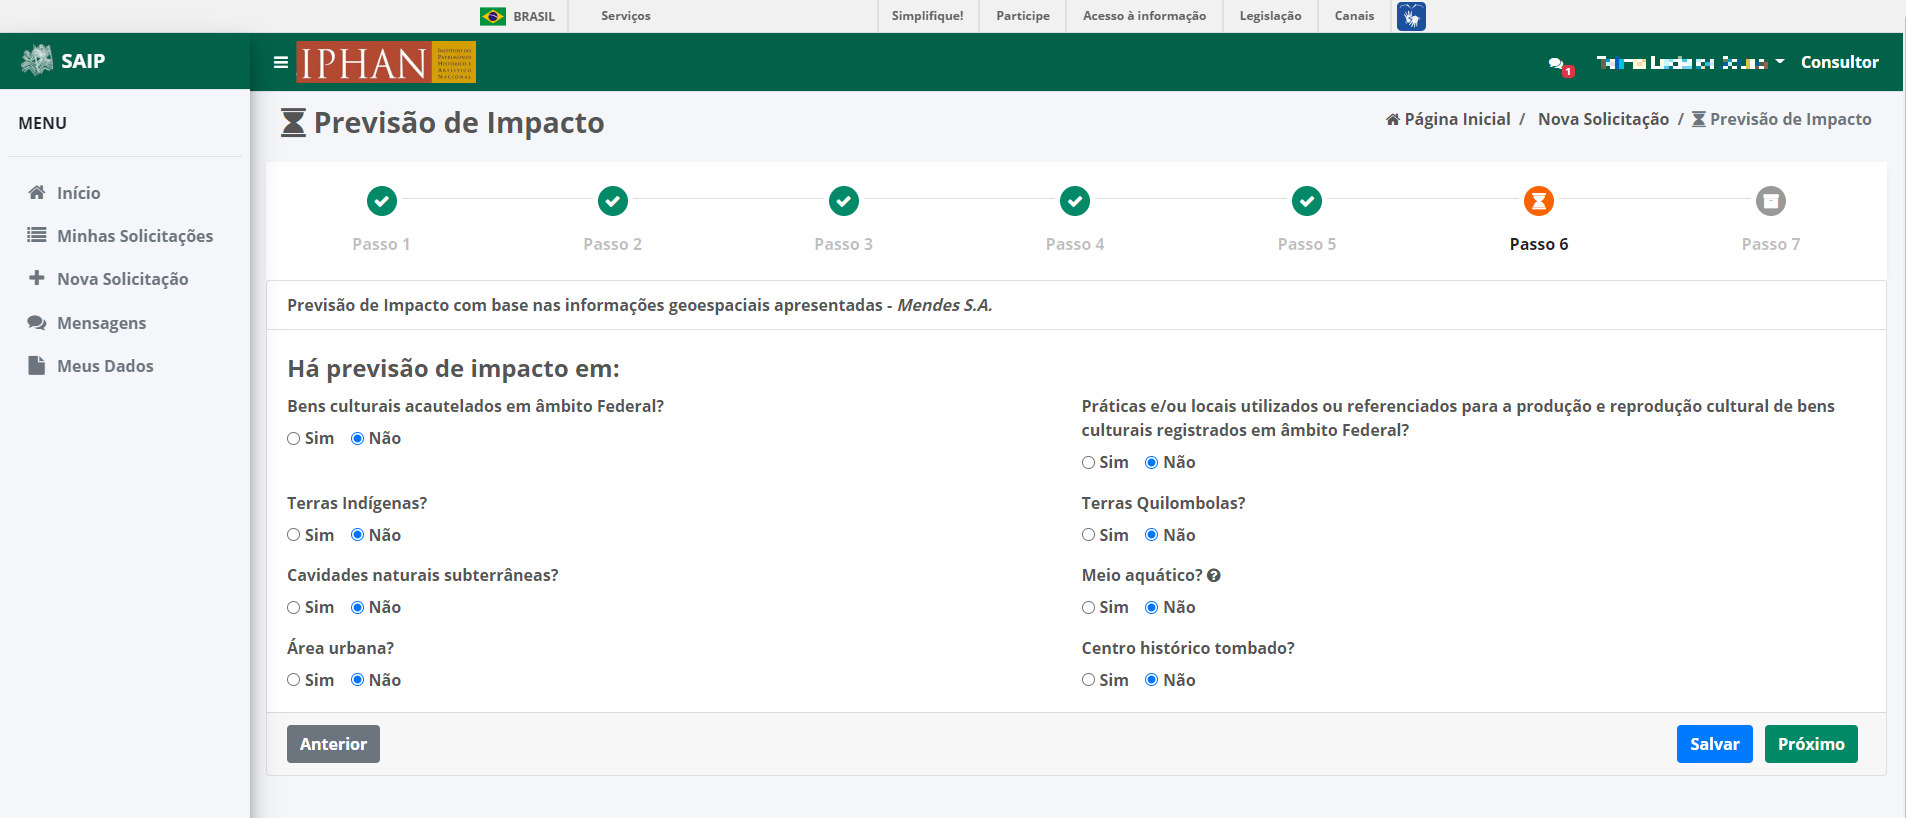 BRASIL Serviços Simplifique! Participe Acesso à informação Legislação Canais
SAIP
IPHAN INSTITUTO DO
PATRIMÔNIO
HISTÓRICO E
ARTÍSTICO
NACIONAL
1 Consultor
MENU
Início
Minhas Solicitações
Nova Solicitação
Mensagens
Meus Dados
Previsão de Impacto
Página Inicial / Nova Solicitação / Previsão de Impacto
Passo 1 Passo 2 Passo 3 Passo 4 Passo 5 Passo 6 Passo 7
Previsão de Impacto com base nas informações geoespaciais apresentadas - Mendes S.A.
Há previsão de impacto em:
Bens culturais acautelados em âmbito Federal?
Sim Não
Práticas e/ou locais utilizados ou referenciados para a produção e reprodução cultural de bens
culturais registrados em âmbito Federal?
Sim Não
Terras Indígenas?
Sim Não
Terras Quilombolas?
Sim Não
Cavidades naturais subterrâneas?
Sim Não
Meio aquático?
Sim Não
Área urbana?
Sim Não
Centro histórico tombado?
Sim Não
Anterior Salvar Próximo